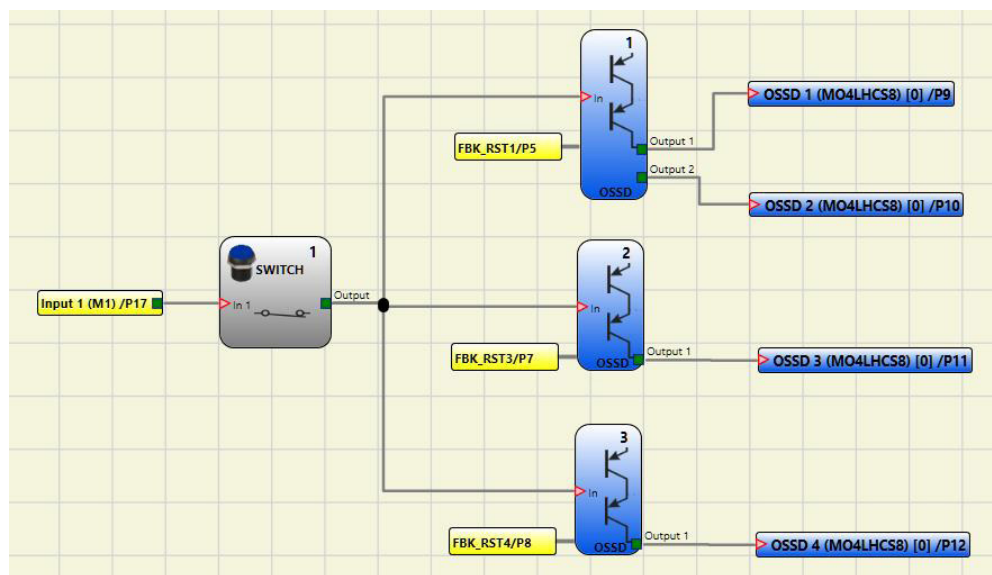 1
In
OSSD 1 (MO4LHCS8) [0] /P9
FBK_RST1/P5
Output 1
Output 2
OSSD
OSSD 2 (MO4LHCS8) [0] /P10
1
SWITCH
Input 1 (M1) /P17
In 1
Output
2
In
FBK_RST3/P7
Output 1
OSSD
OSSD 3 (MO4LHCS8) [0] /P11
3
In
FBK_RST4/P8
Output 1
OSSD
OSSD 4 (MO4LHCS8) [0] /P12